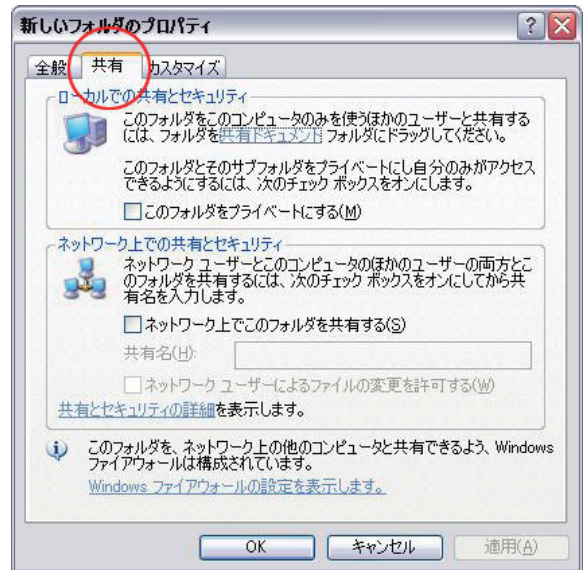 新しいフォルダのプロパティ
全般 共有 カスタマイズ
ローカルでの共有とセキュリティ
このフォルダをこのコンピュータのみを使うほかのユーザーと共有する
には、フォルダを共有ドキュメント フォルダにドラッグしてください。
このフォルダとそのサブフォルダをプライベートにし自分のみがアクセス
できるようにするには、次のチェック ボックスをオンにします。
このフォルダをプライベートにする(M)
ネットワーク上での共有とセキュリティ
ネットワーク ユーザーとこのコンピュータのほかのユーザーの両方とこ
のフォルダを共有するには、次のチェック ボックスをオンにしてから共
有名を入力します。
ネットワーク上でこのフォルダを共有する(S)
共有名(H):
ネットワーク ユーザーによるファイルの変更を許可する(W)
共有とセキュリティの詳細を表示します。
このフォルダを、ネットワーク上の他のコンピュータと共有できるよう、Windows
ファイアウォールは構成されています。
Windows ファイアウォールの設定を表示します。
OK キャンセル 適用(A)